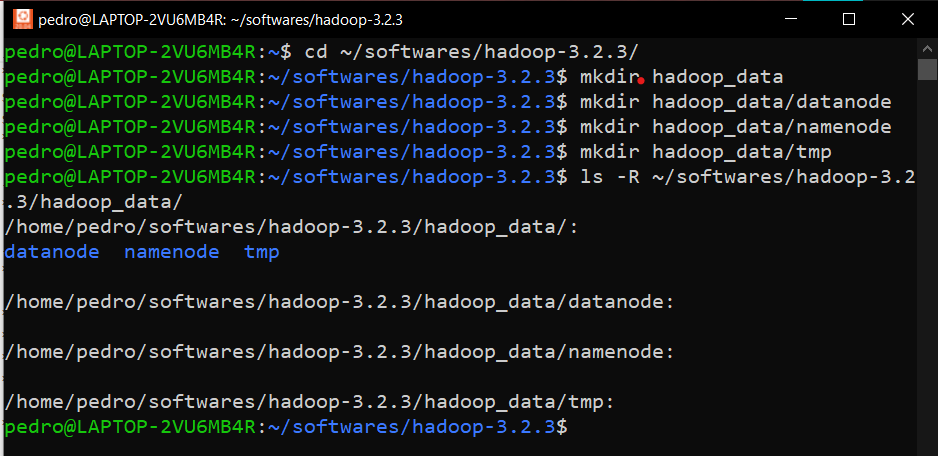 pedro@LAPTOP-2VU6MB4R: ~/softwares/hadoop-3.2.3
pedro@LAPTOP-2VU6MB4R:~$ cd ~/softwares/hadoop-3.2.3/
pedro@LAPTOP-2VU6MB4R:~/softwares/hadoop-3.2.3$ mkdir hadoop_data
pedro@LAPTOP-2VU6MB4R:~/softwares/hadoop-3.2.3$ mkdir hadoop_data/datanode
pedro@LAPTOP-2VU6MB4R:~/softwares/hadoop-3.2.3$ mkdir hadoop_data/namenode
pedro@LAPTOP-2VU6MB4R:~/softwares/hadoop-3.2.3$ mkdir hadoop_data/tmp
pedro@LAPTOP-2VU6MB4R:~/softwares/hadoop-3.2.3$ ls -R ~/softwares/hadoop-3.2
.3/hadoop_data/
/home/pedro/softwares/hadoop-3.2.3/hadoop_data/:
datanode  namenode  tmp
/home/pedro/softwares/hadoop-3.2.3/hadoop_data/datanode:
/home/pedro/softwares/hadoop-3.2.3/hadoop_data/namenode:
/home/pedro/softwares/hadoop-3.2.3/hadoop_data/tmp:
pedro@LAPTOP-2VU6MB4R:~/softwares/hadoop-3.2.3$